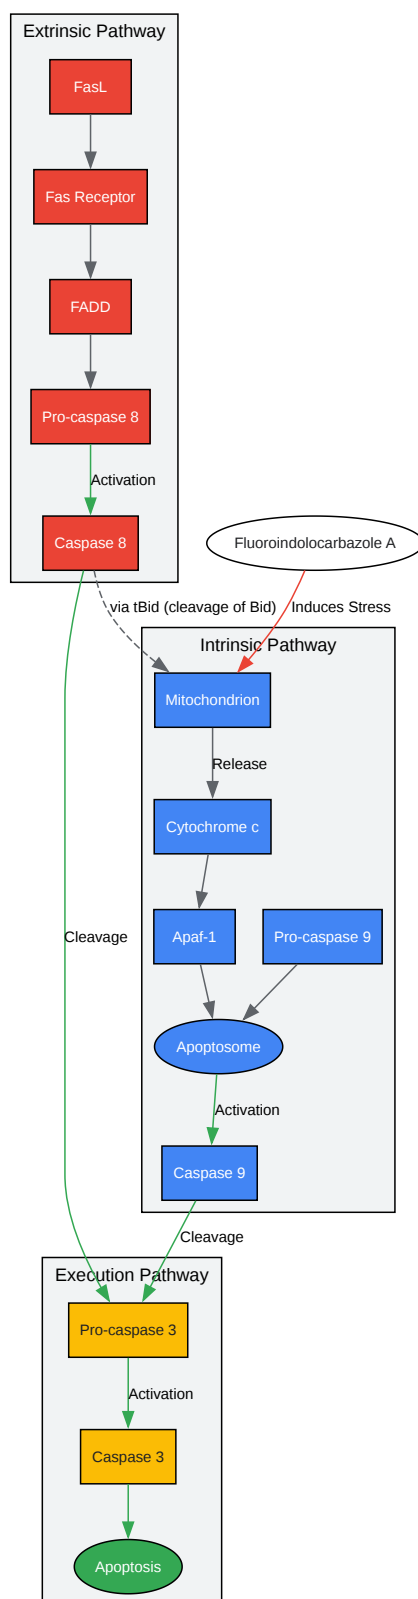 Extrinsic Pathway
FasL
Fas Receptor
FADD
Pro-caspase 8
Activation
Caspase 8
Fluoroindolocarbazole A
via tBid (cleavage of Bid)
Induces Stress
Intrinsic Pathway
Mitochondrion
Release
Cytochrome c
Cleavage
Apaf-1
Pro-caspase 9
Apoptosome
Activation
Caspase 9
Cleavage
Execution Pathway
Pro-caspase 3
Activation
Caspase 3
Apoptosis